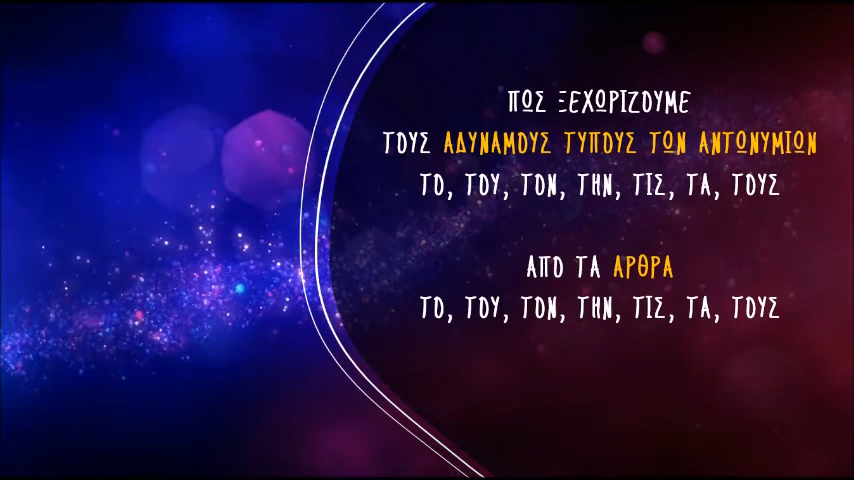 ΠΩΣ ΞΕΧΩΡΙΖΟΥΜΕ
ΤΟΥΣ ΑΔΥΝΑΜΟΥΣ ΤΥΠΟΥΣ ΤΩΝ ΑΝΤΩΝΥΜΙΩΝ
ΤΟ, ΤΟΥ, ΤΟΝ, ΤΗΝ, ΤΙΣ, ΤΑ, ΤΟΥΣ
ΑΠΟ ΤΑ ΑΡΘΡΑ
ΤΟ, ΤΟΥ, ΤΟΝ, ΤΗΝ, ΤΙΣ, ΤΑ, ΤΟΥΣ